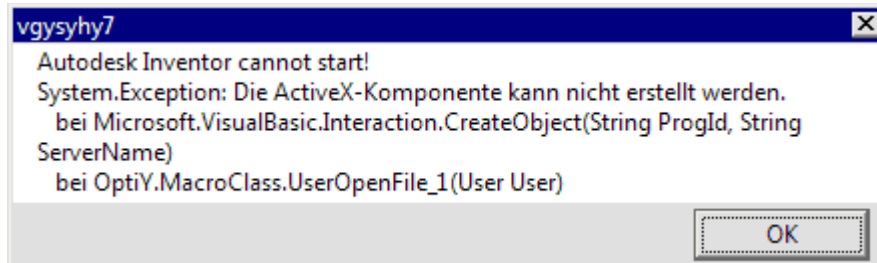 vgysyhy7
Autodesk Inventor cannot start!
System.Exception: Die ActiveX-Komponente kann nicht erstellt werden.
bei Microsoft.VisualBasic.Interaction.CreateObject(String ProgId, String
ServerName)
bei OptiY.MacroClass.UserOpenFile_1(User User)
OK